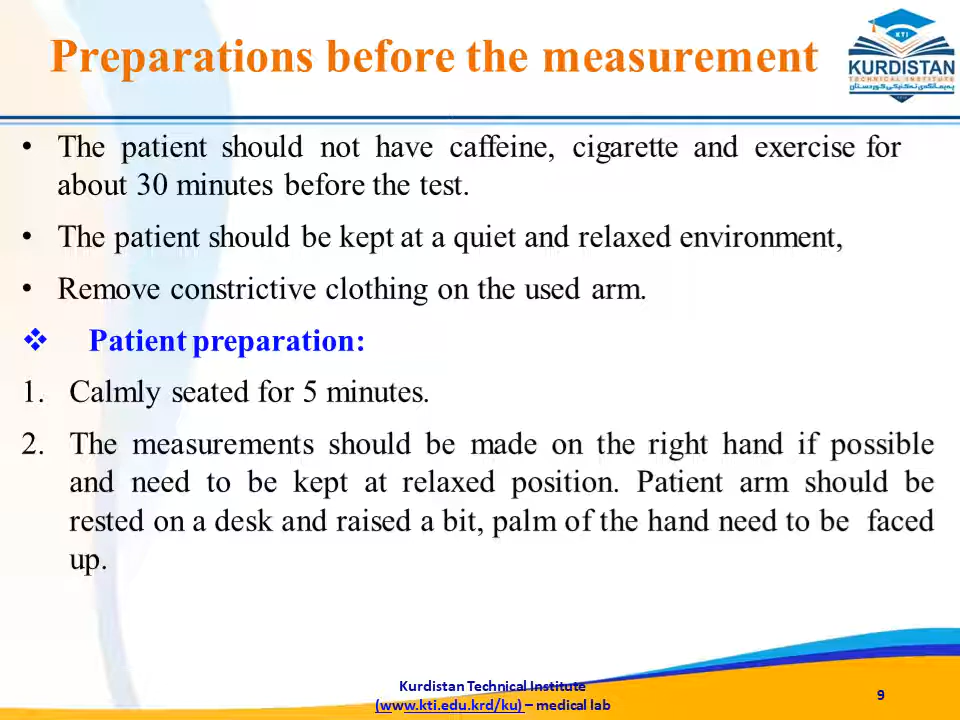 Preparations before the measurement
KTI
KURDISTAN
TECHNICAL INSTITUTE
پەیمانگەی تەکنیکی کوردستان
• The patient should not have caffeine, cigarette and exercise for
about 30 minutes before the test.
• The patient should be kept at a quiet and relaxed environment,
• Remove constrictive clothing on the used arm.
❖ Patient preparation:
1. Calmly seated for 5 minutes.
2. The measurements should be made on the right hand if possible
and need to be kept at relaxed position. Patient arm should be
rested on a desk and raised a bit, palm of the hand need to be faced
up.
Kurdistan Technical Institute
(www.kti.edu.krd/ku) – medical lab
9